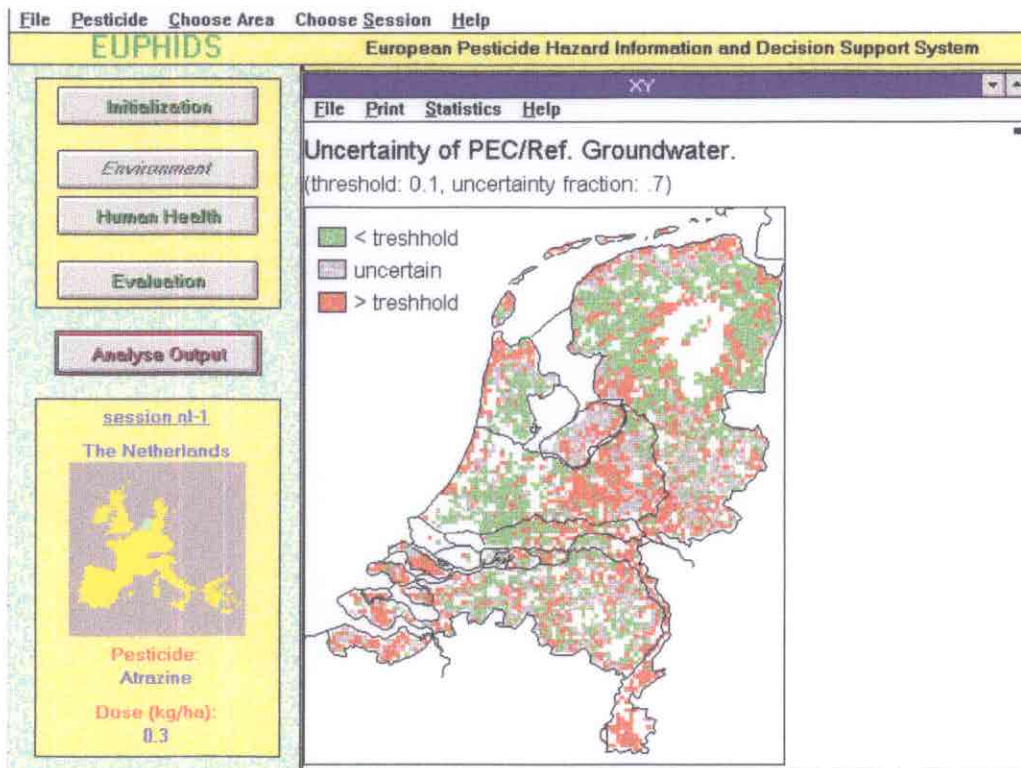 File Pesticide Choose Area Choose Session Help
EUPHIDS European Pesticide Hazard Information and Decision Support System
Initialization
Environment
Human Health
Evaluation
Analyse Output
session nl-1
The Netherlands
Pesticide:
Atrazine
Dose (kg/ha):
0.3
XY
File Print Statistics Help
Uncertainty of PEC/Ref. Groundwater.
(threshold: 0.1, uncertainty fraction: .7)
< treshhold
uncertain
> treshhold